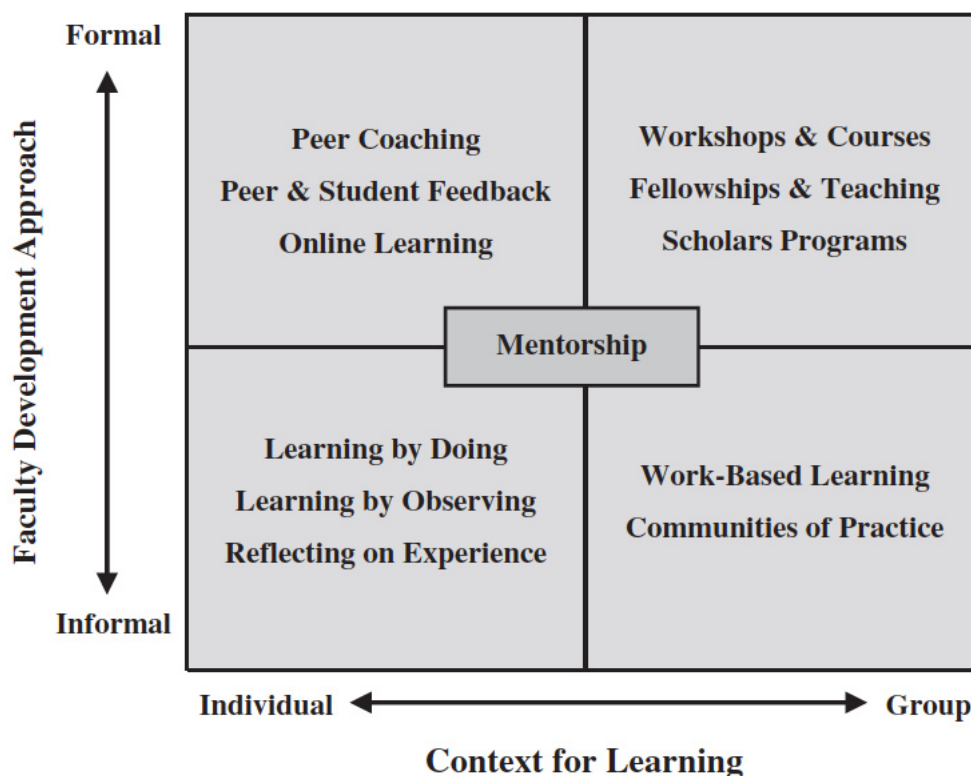 Formal
Faculty Development Approach
Informal
Peer Coaching
Peer & Student Feedback
Online Learning
Workshops & Courses
Fellowships & Teaching
Scholars Programs
Mentorship
Learning by Doing
Learning by Observing
Reflecting on Experience
Work-Based Learning
Communities of Practice
Individual
Group
Context for Learning